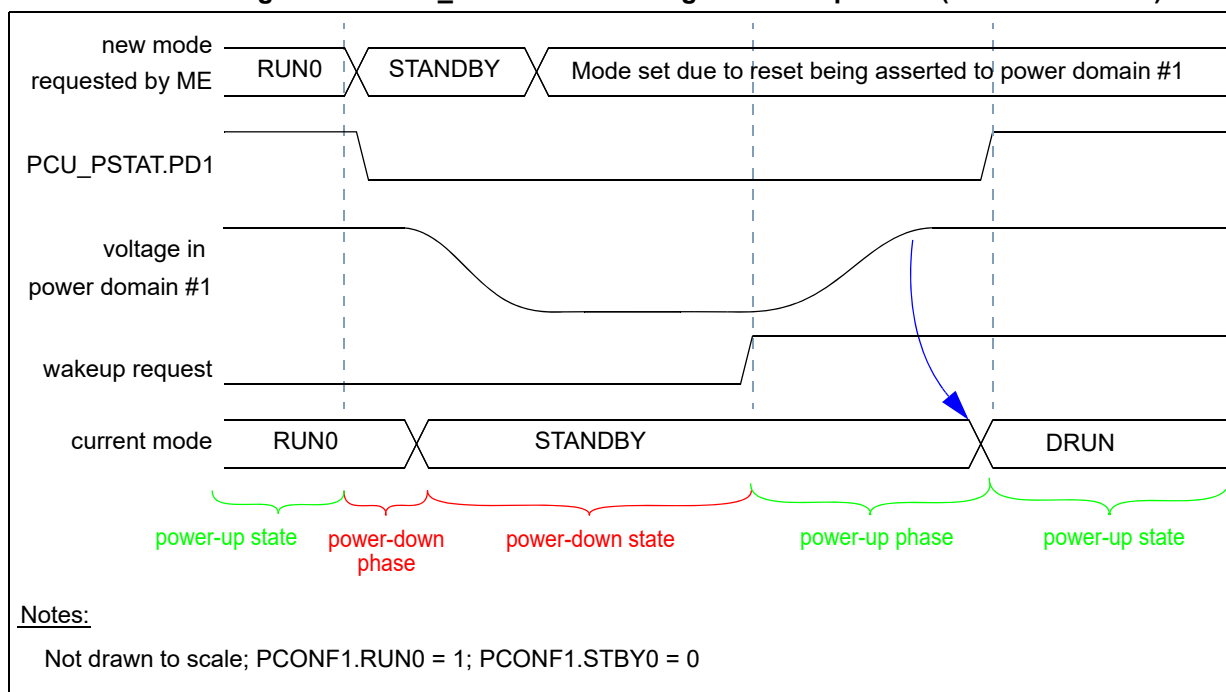 new mode
requested by ME
RUN0
STANDBY
Mode set due to reset being asserted to power domain #1
PCU_PSTAT.PD1
voltage in
power domain #1
wakeup request
current mode
RUN0
STANDBY
DRUN
power-up state
power-down
phase
power-down state
power-up phase
power-up state
Notes:
Not drawn to scale; PCONF1.RUN0 = 1; PCONF1.STBY0 = 0